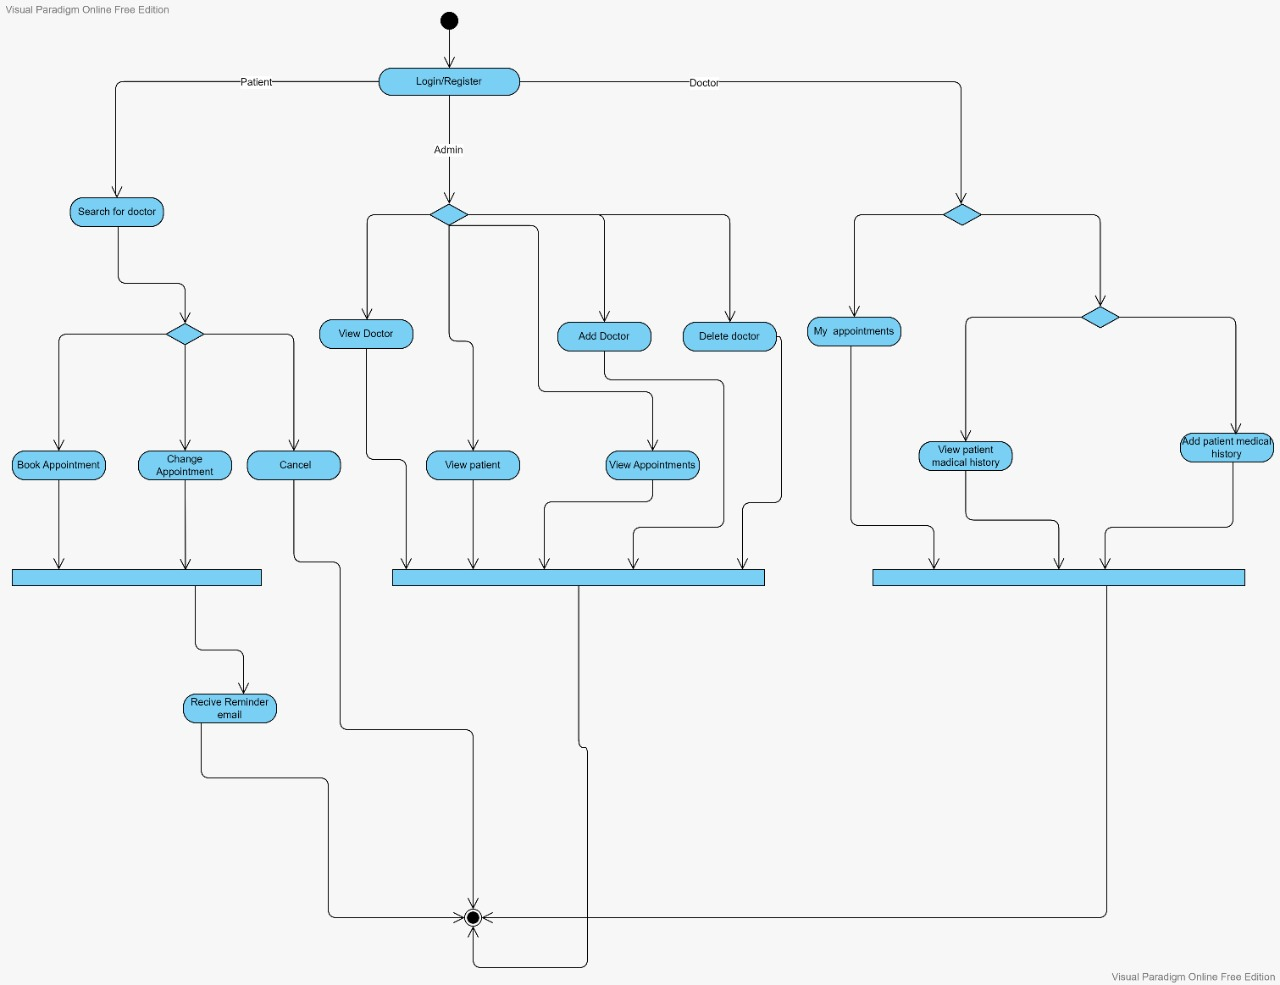 Visual Paradigm Online Free Edition
Login/Register
Patient
Doctor
Admin
Search for doctor
View Doctor
Add Doctor
Delete doctor
My  appointments
Book Appointment
Change
Appointment
Cancel
View patient
View Appointments
View patient
madical history
Add patient medical
history
Recive Reminder
email
Visual Paradigm Online Free Edition